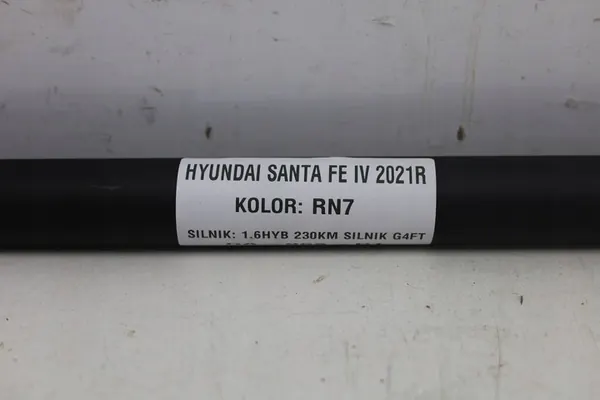 HYUNDAI SANTA FE IV 2021R
KOLOR: RN7
SILNIK: 1.6HYB 230KM SILNIK G4FT